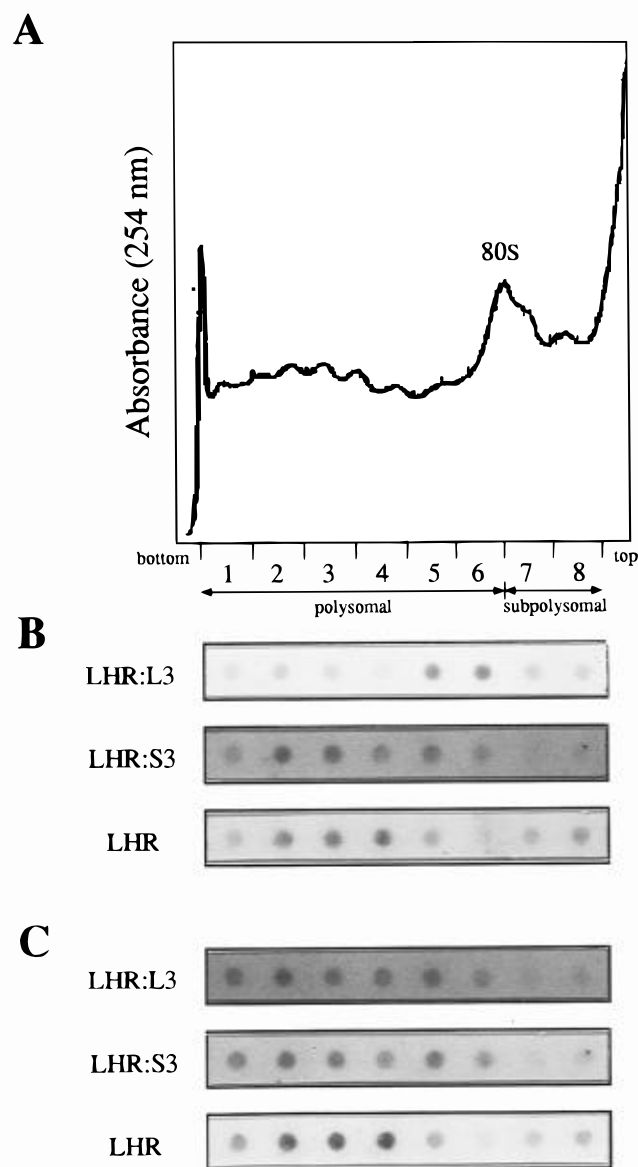 A
Absorbance (254 nm)
80S
bottom
top
1 2 3 4 5 6 7 8
polysomal
subpolysomal
B
LHR:L3
LHR:S3
LHR
C
LHR:L3
LHR:S3
LHR